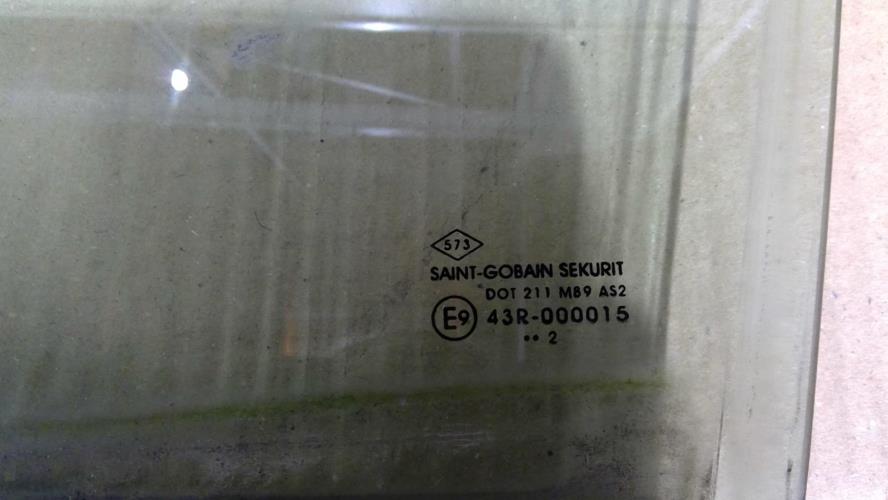 573
SAINT-GOBAIN SEKURIT
DOT 211 M89 AS2
E9 43R-000015
•• 2